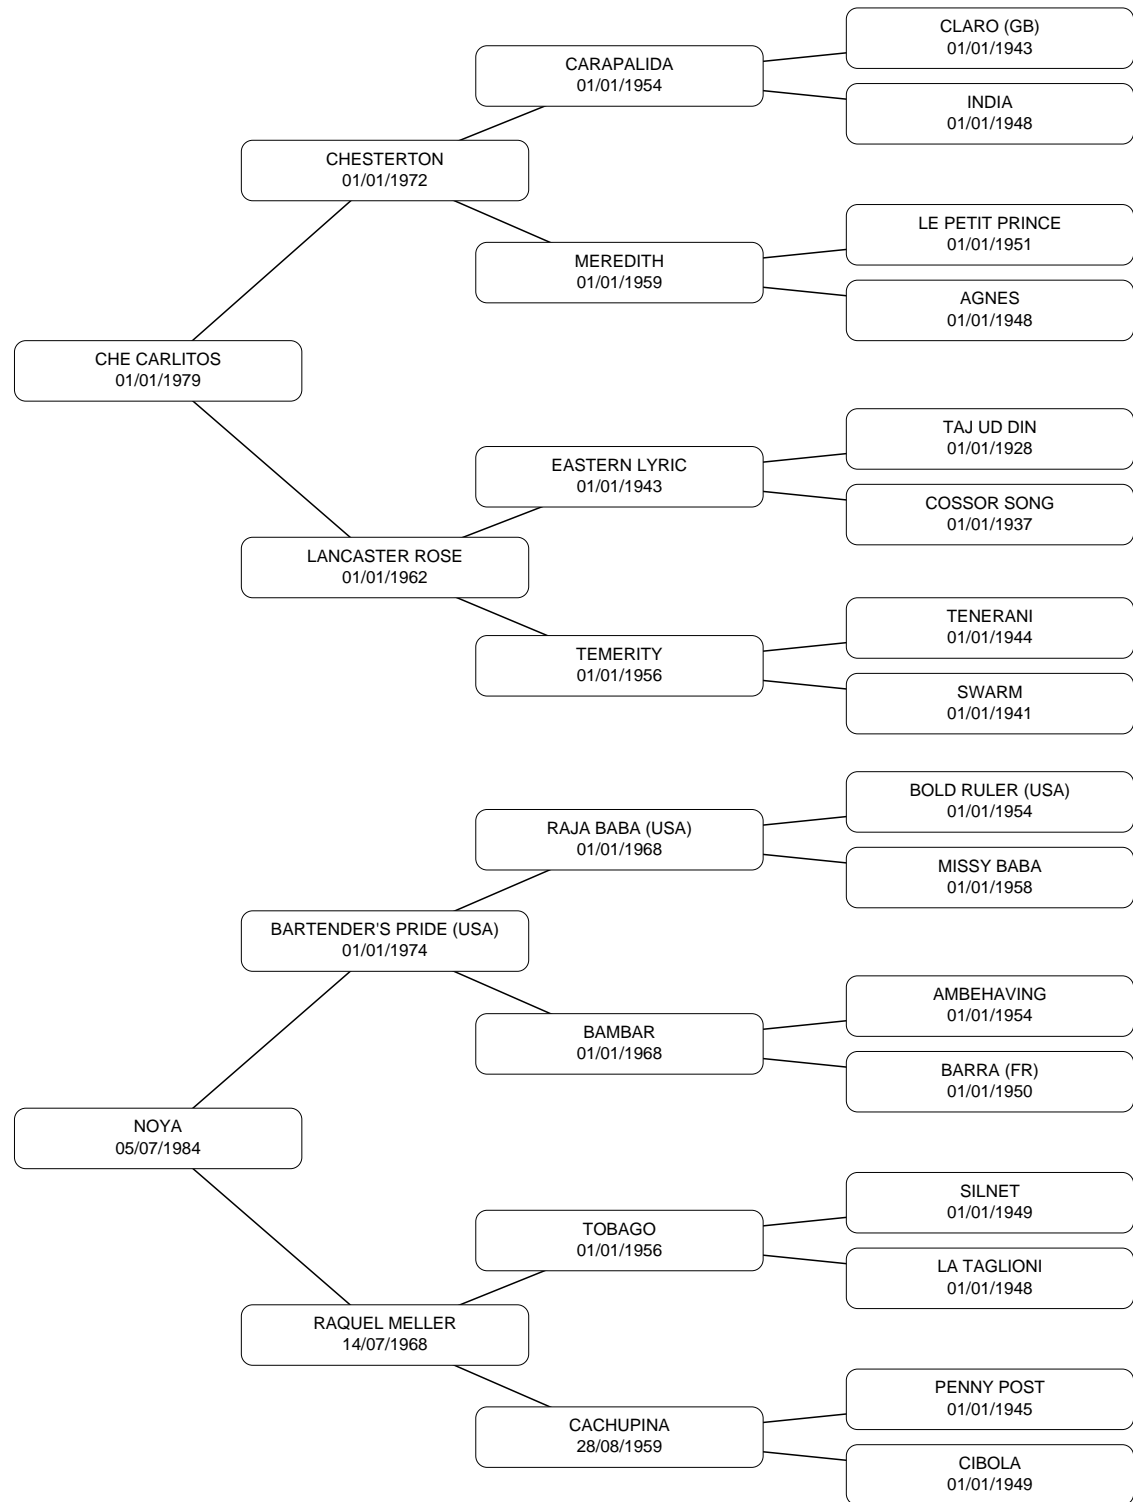 CLARO (GB)
01/01/1943
CARAPALIDA
01/01/1954
INDIA
01/01/1948
CHESTERTON
01/01/1972
LE PETIT PRINCE
01/01/1951
MEREDITH
01/01/1959
AGNES
01/01/1948
CHE CARLITOS
01/01/1979
TAJ UD DIN
01/01/1928
EASTERN LYRIC
01/01/1943
COSSOR SONG
01/01/1937
LANCASTER ROSE
01/01/1962
TENERANI
01/01/1944
TEMERITY
01/01/1956
SWARM
01/01/1941
BOLD RULER (USA)
01/01/1954
RAJA BABA (USA)
01/01/1968
MISSY BABA
01/01/1958
BARTENDER'S PRIDE (USA)
01/01/1974
AMBEHAVING
01/01/1954
BAMBAR
01/01/1968
BARRA (FR)
01/01/1950
NOYA
05/07/1984
SILNET
01/01/1949
TOBAGO
01/01/1956
LA TAGLIONI
01/01/1948
RAQUEL MELLER
14/07/1968
PENNY POST
01/01/1945
CACHUPINA
28/08/1959
CIBOLA
01/01/1949